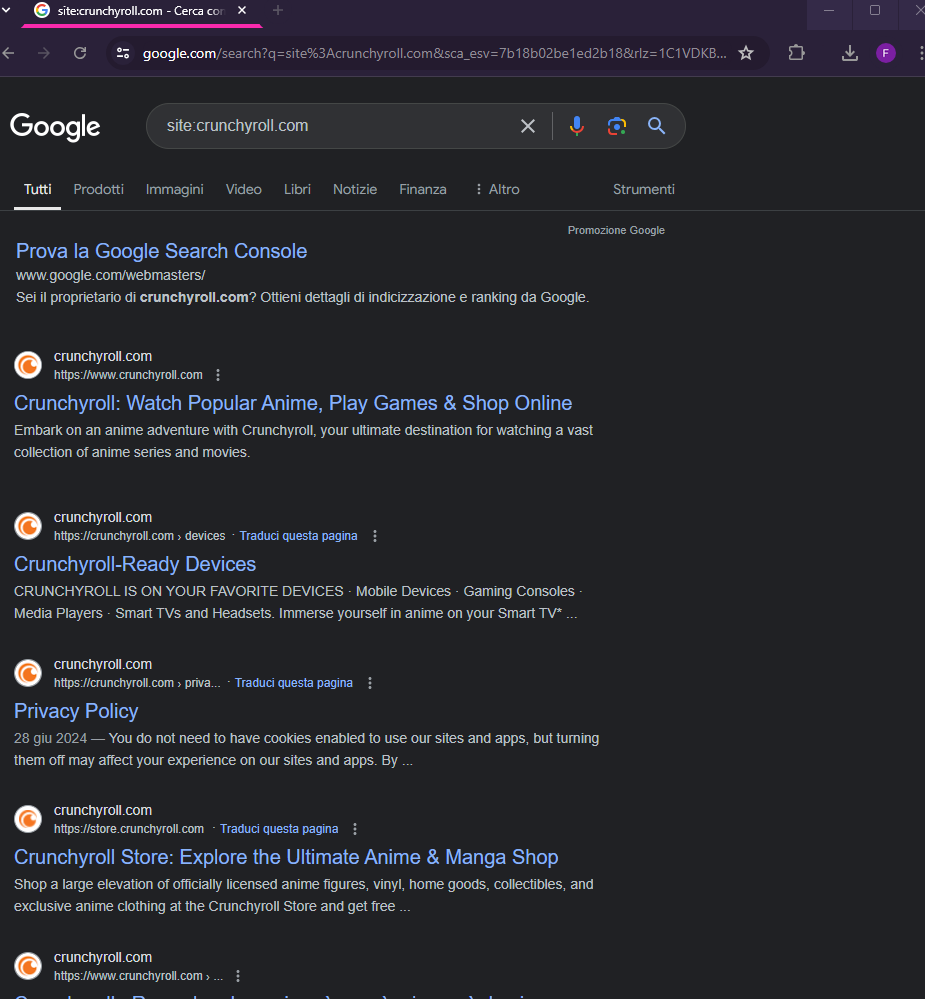 site:crunchyroll.com - Cerca con
google.com/search?q=site%3Acrunchyroll.com&sca_esv=7b18b02be1ed2b18&rlz=1C1VDKB...
F
Google
site:crunchyroll.com
Tutti Prodotti Immagini Video Libri Notizie Finanza Altro Strumenti
Promozione Google
Prova la Google Search Console
www.google.com/webmasters/
Sei il proprietario di crunchyroll.com? Ottieni dettagli di indicizzazione e ranking da Google.
crunchyroll.com
https://www.crunchyroll.com
Crunchyroll: Watch Popular Anime, Play Games & Shop Online
Embark on an anime adventure with Crunchyroll, your ultimate destination for watching a vast
collection of anime series and movies.
crunchyroll.com
https://crunchyroll.com › devices · Traduci questa pagina
Crunchyroll-Ready Devices
CRUNCHYROLL IS ON YOUR FAVORITE DEVICES · Mobile Devices · Gaming Consoles ·
Media Players · Smart TVs and Headsets. Immerse yourself in anime on your Smart TV* ...
crunchyroll.com
https://crunchyroll.com › priva... · Traduci questa pagina
Privacy Policy
28 giu 2024 — You do not need to have cookies enabled to use our sites and apps, but turning
them off may affect your experience on our sites and apps. By ...
crunchyroll.com
https://store.crunchyroll.com · Traduci questa pagina
Crunchyroll Store: Explore the Ultimate Anime & Manga Shop
Shop a large elevation of officially licensed anime figures, vinyl, home goods, collectibles, and
exclusive anime clothing at the Crunchyroll Store and get free ...
crunchyroll.com
https://www.crunchyroll.com › ...